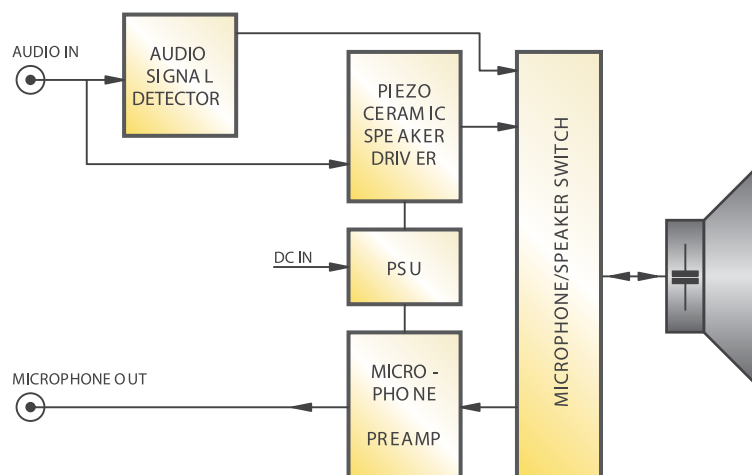 AUDIO IN
AUDIO
SIGNAL
DETECTOR
PIEZO
CERAMIC
SPEAKER
DRIVER
MICROPHONE/SPEAKER SWITCH
DC IN
PSU
MICROPHONE OUT
MICRO -
PHONE
PREAMP